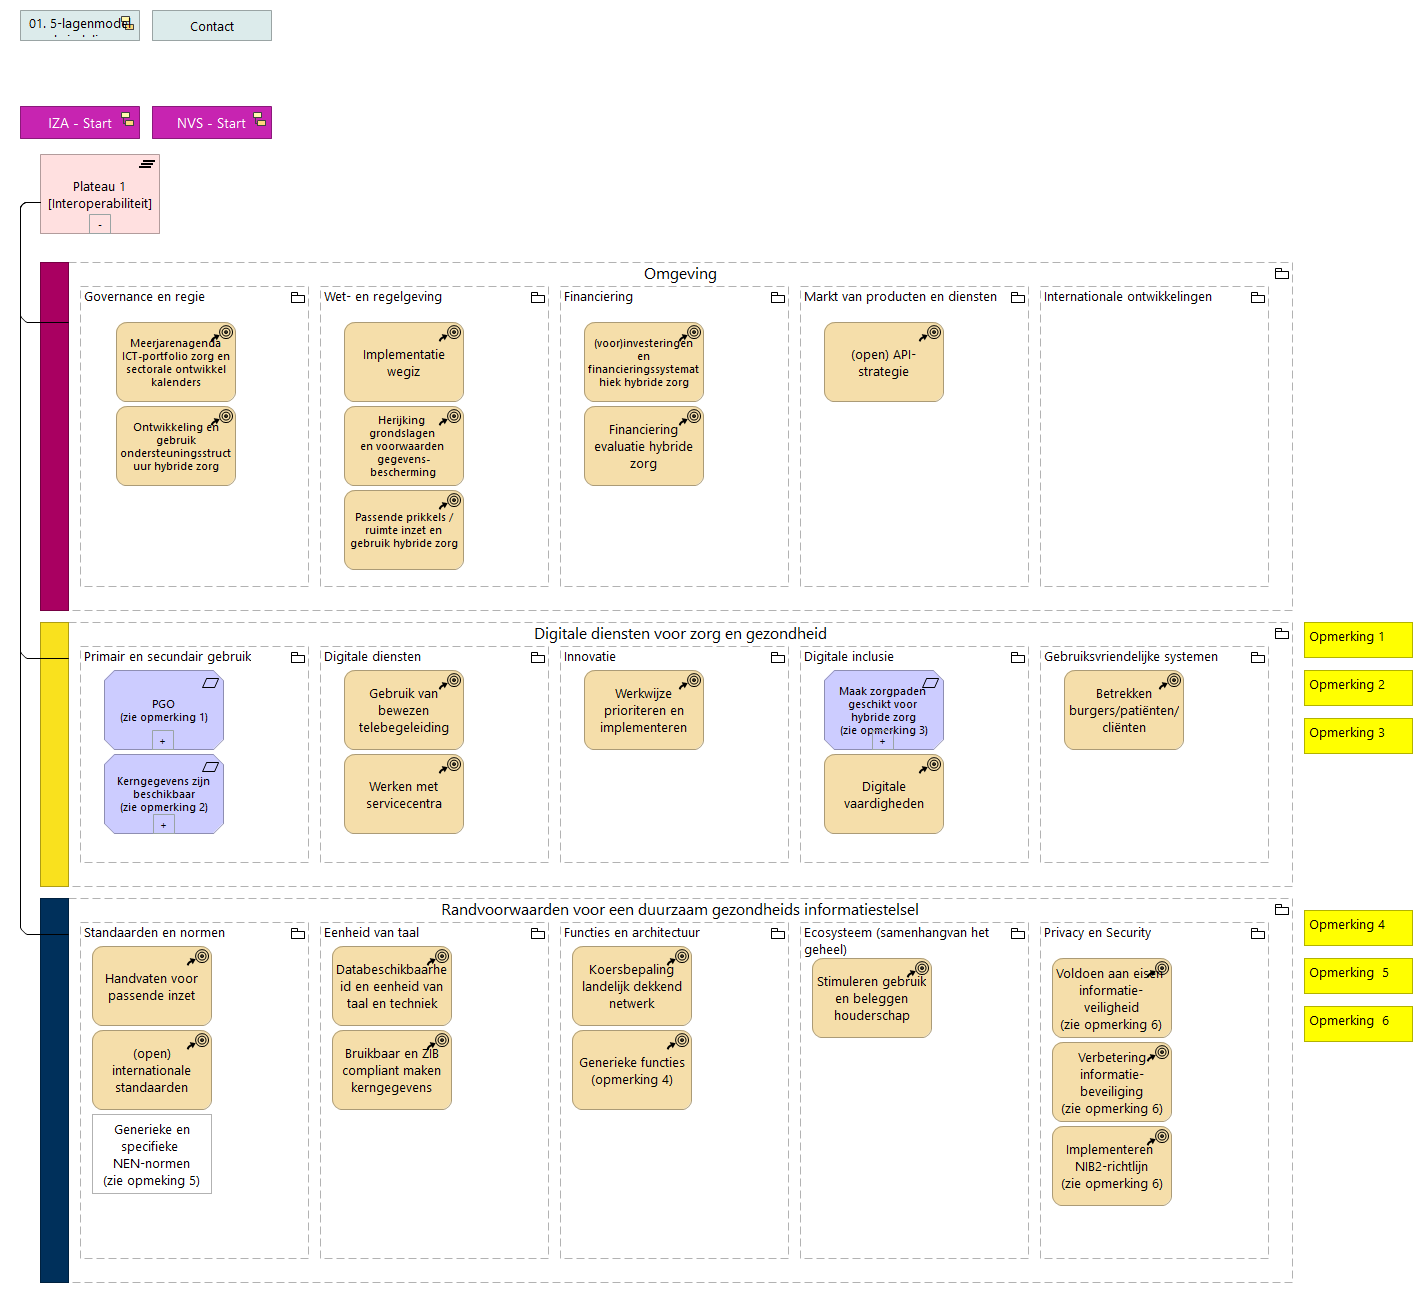 01. 5-lagenmodel
Contact
IZA - Start
NVS - Start
Plateau 1
[Interoperabiliteit]
-
Omgeving
Governance en regie
Meerjarenagenda
ICT-portfolio zorg en
sectorale ontwikkel
kalenders
Ontwikkeling en
gebruik
ondersteuningsstruct
uur hybride zorg
Wet- en regelgeving
Implementatie
wegiz
Herijking
grondslagen
en voorwaarden
gegevens-
bescherming
Passende prikkels /
ruimte inzet en
gebruik hybride zorg
Financiering
(voor)investeringen
en
financieringssystemat
hiek hybride zorg
Financiering
evaluatie hybride
zorg
Markt van producten en diensten
(open) API-
strategie
Internationale ontwikkelingen
Digitale diensten voor zorg en gezondheid
Primair en secundair gebruik
PGO
(zie opmerking 1)
+
Kerngegevens zijn
beschikbaar
(zie opmerking 2)
+
Digitale diensten
Gebruik van
bewezen
telebegeleiding
Werken met
servicecentra
Innovatie
Werkwijze
prioriteren en
implementeren
Digitale inclusie
Maak zorgpaden
geschikt voor
hybride zorg
(zie opmerking 3)
+
Digitale
vaardigheden
Gebruiksvriendelijke systemen
Betrekken
burgers/patiënten/
cliënten
Opmerking 1
Opmerking 2
Opmerking 3
Randvoorwaarden voor een duurzaam gezondheids informatiestelsel
Standaarden en normen
Handvaten voor
passende inzet
(open)
internationale
standaarden
Generieke en
specifieke
NEN-normen
(zie opmeking 5)
Eenheid van taal
Databeschikbaarhe
id en eenheid van
taal en techniek
Bruikbaar en ZIB
compliant maken
kerngegevens
Functies en architectuur
Koersbepaling
landelijk dekkend
netwerk
Generieke functies
(opmerking 4)
Ecosysteem (samenhangvan het
geheel)
Stimuleren gebruik
en beleggen
houderschap
Privacy en Security
Voldoen aan eisen
informatie-
veiligheid
(zie opmerking 6)
Verbetering
informatie-
beveiliging
(zie opmerking 6)
Implementeren
NIB2-richtlijn
(zie opmerking 6)
Opmerking 4
Opmerking  5
Opmerking  6